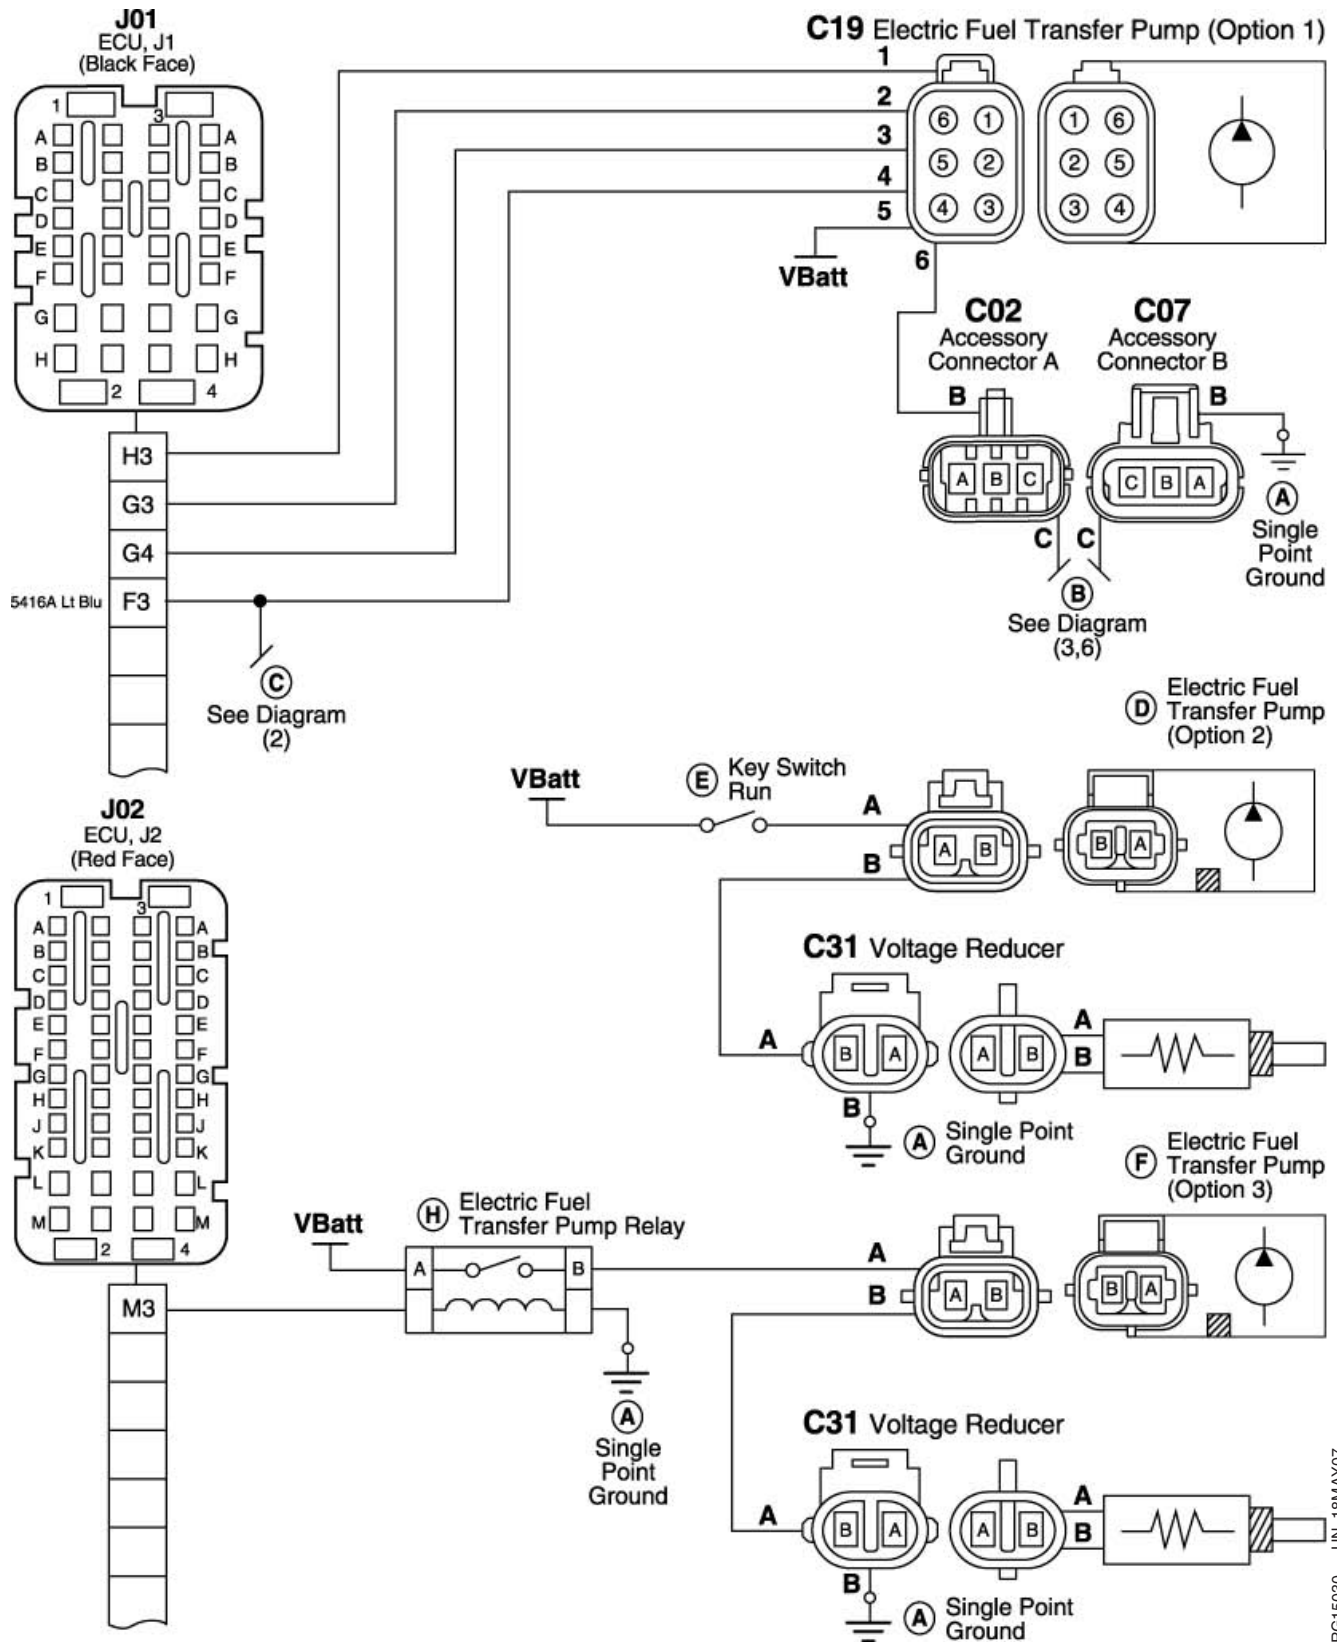 J01
ECU, J1
(Black Face)
1
3
A A
B B
C C
D D
E E
F F
G G
H H
2 4
H3
G3
G4
5416A Lt Blu F3
C
See Diagram
(2)
C19 Electric Fuel Transfer Pump (Option 1)
1
2
3
4
5
6
VBatt
6 1
5 2
4 3
1 6
2 5
3 4
C02
Accessory
Connector A
B
A B C
C
C07
Accessory
Connector B
B
C B A
C
A
Single
Point
Ground
B
See Diagram
(3,6)
D Electric Fuel
Transfer Pump
(Option 2)
VBatt
E Key Switch
Run
A
B
A B
B A
C31 Voltage Reducer
A
B A
A B
A
B
B
A Single Point
Ground
J02
ECU, J2
(Red Face)
1
3
A A
B B
C C
D D
E E
F F
G G
H H
J J
K K
L L
M M
2 4
M3
VBatt
H Electric Fuel
Transfer Pump Relay
A B
A
Single
Point
Ground
F Electric Fuel
Transfer Pump
(Option 3)
A
B
A B
B A
C31 Voltage Reducer
A
B A
A B
A
B
B
A Single Point
Ground